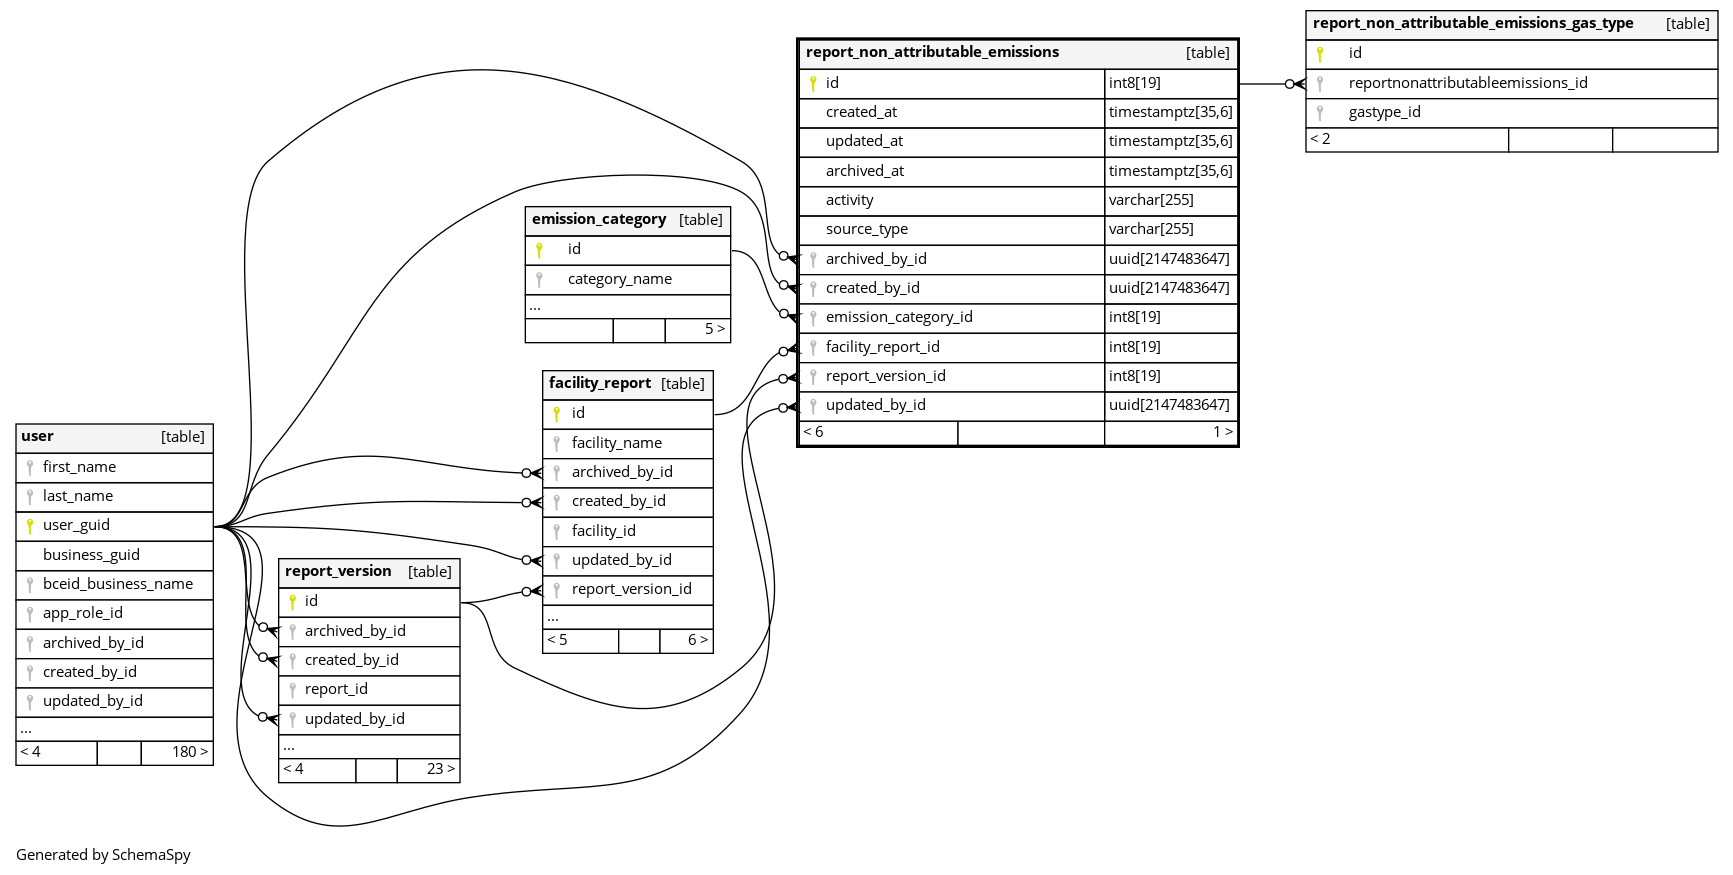 report_non_attributable_emissions_gas_type [table]
id
reportnonattributableemissions_id
gastype_id
< 2
report_non_attributable_emissions [table]
id int8[19]
created_at timestamptz[35,6]
updated_at timestamptz[35,6]
archived_at timestamptz[35,6]
activity varchar[255]
source_type varchar[255]
archived_by_id uuid[2147483647]
created_by_id uuid[2147483647]
emission_category_id int8[19]
facility_report_id int8[19]
report_version_id int8[19]
updated_by_id uuid[2147483647]
< 6 1 >
emission_category [table]
id
category_name
...
5 >
facility_report [table]
id
facility_name
archived_by_id
created_by_id
facility_id
updated_by_id
report_version_id
...
< 5 6 >
user [table]
first_name
last_name
user_guid
business_guid
bceid_business_name
app_role_id
archived_by_id
created_by_id
updated_by_id
...
< 4 180 >
report_version [table]
id
archived_by_id
created_by_id
report_id
updated_by_id
...
< 4 23 >
Generated by SchemaSpy